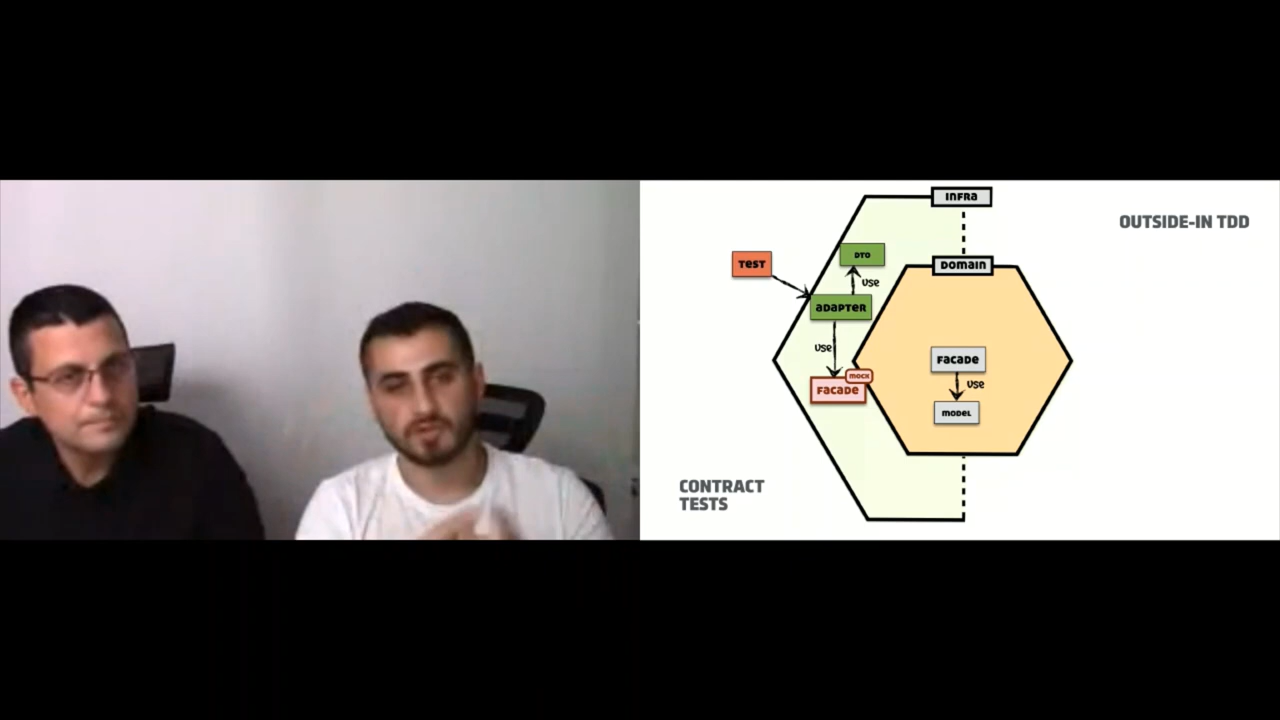 INFRA
OUTSIDE-IN TDD
TEST
DTO
DOMAIN
USE
ADAPTER
USE
FACADE
MOCK
FACADE
USE
MODEL
CONTRACT
TESTS